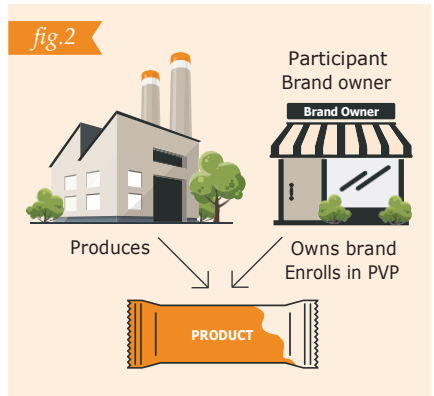 fig.2
Participant
Brand owner
Brand Owner
Produces
Owns brand
Enrolls in PVP
PRODUCT